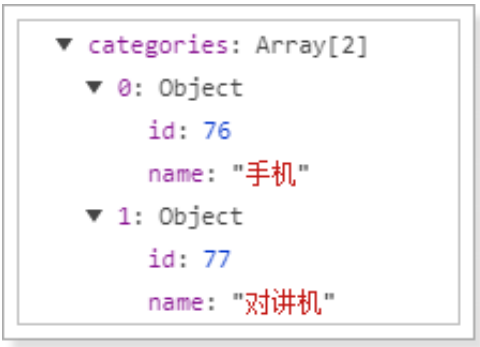 ▼ categories: Array[2]
▼ 0: Object
id: 76
name: "手机"
▼ 1: Object
id: 77
name: "对讲机"